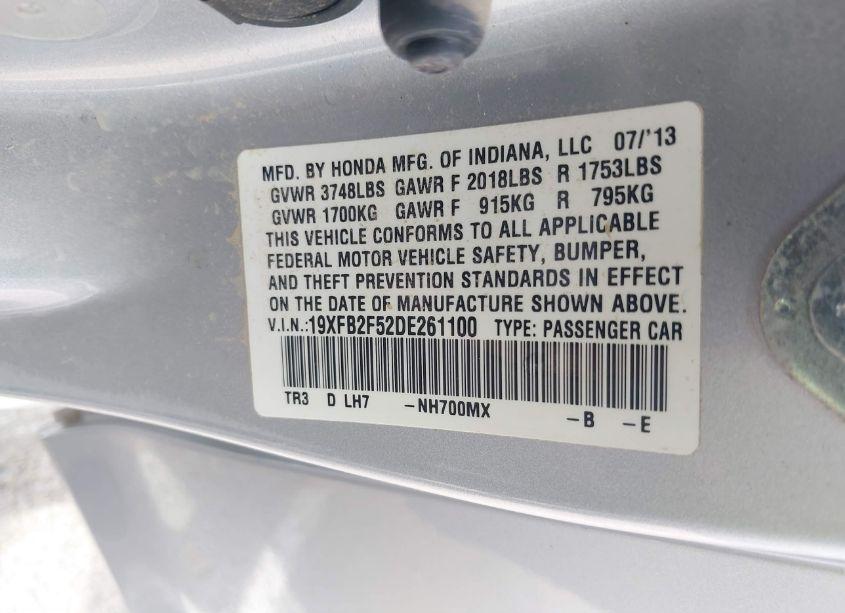 MFD. BY HONDA MFG. OF INDIANA, LLC 07/'13
GVWR 3748LBS GAWR F 2018LBS R 1753LBS
GVWR 1700KG GAWR F 915KG R 795KG
THIS VEHICLE CONFORMS TO ALL APPLICABLE
FEDERAL MOTOR VEHICLE SAFETY, BUMPER,
AND THEFT PREVENTION STANDARDS IN EFFECT
ON THE DATE OF MANUFACTURE SHOWN ABOVE.
V.I.N.:19XFB2F52DE261100 TYPE: PASSENGER CAR
TR3 D LH7 -NH700MX -B -E